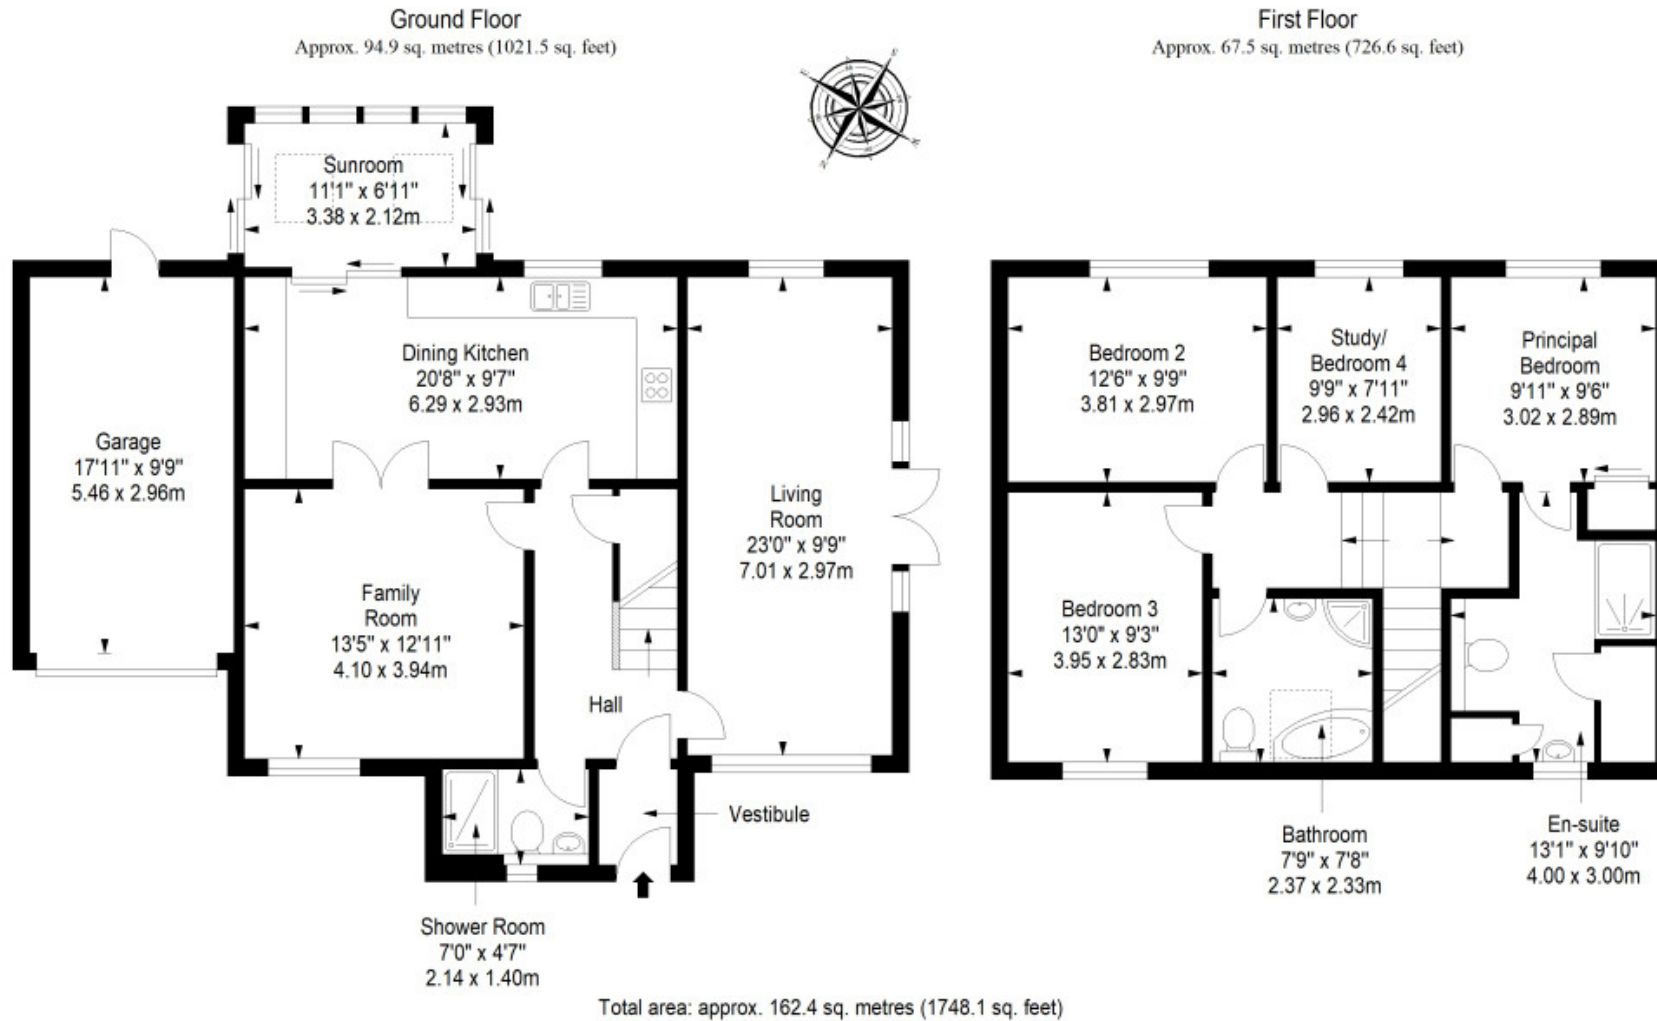 Ground Floor
Approx. 94.9 sq. metres (1021.5 sq. feet)
First Floor
Approx. 67.5 sq. metres (726.6 sq. feet)
Sunroom
11'1" x 6'11"
3.38 x 2.12m
Dining Kitchen
20'8" x 9'7"
6.29 x 2.93m
Garage
17'11" x 9'9"
5.46 x 2.96m
Living
Room
23'0" x 9'9"
7.01 x 2.97m
Family
Room
13'5" x 12'11"
4.10 x 3.94m
Hall
Vestibule
Shower Room
7'0" x 4'7"
2.14 x 1.40m
Bedroom 2
12'6" x 9'9"
3.81 x 2.97m
Study/
Bedroom 4
9'9" x 7'11"
2.96 x 2.42m
Principal
Bedroom
9'11" x 9'6"
3.02 x 2.89m
Bedroom 3
13'0" x 9'3"
3.95 x 2.83m
Bathroom
7'9" x 7'8"
2.37 x 2.33m
En-suite
13'1" x 9'10"
4.00 x 3.00m
Total area: approx. 162.4 sq. metres (1748.1 sq. feet)